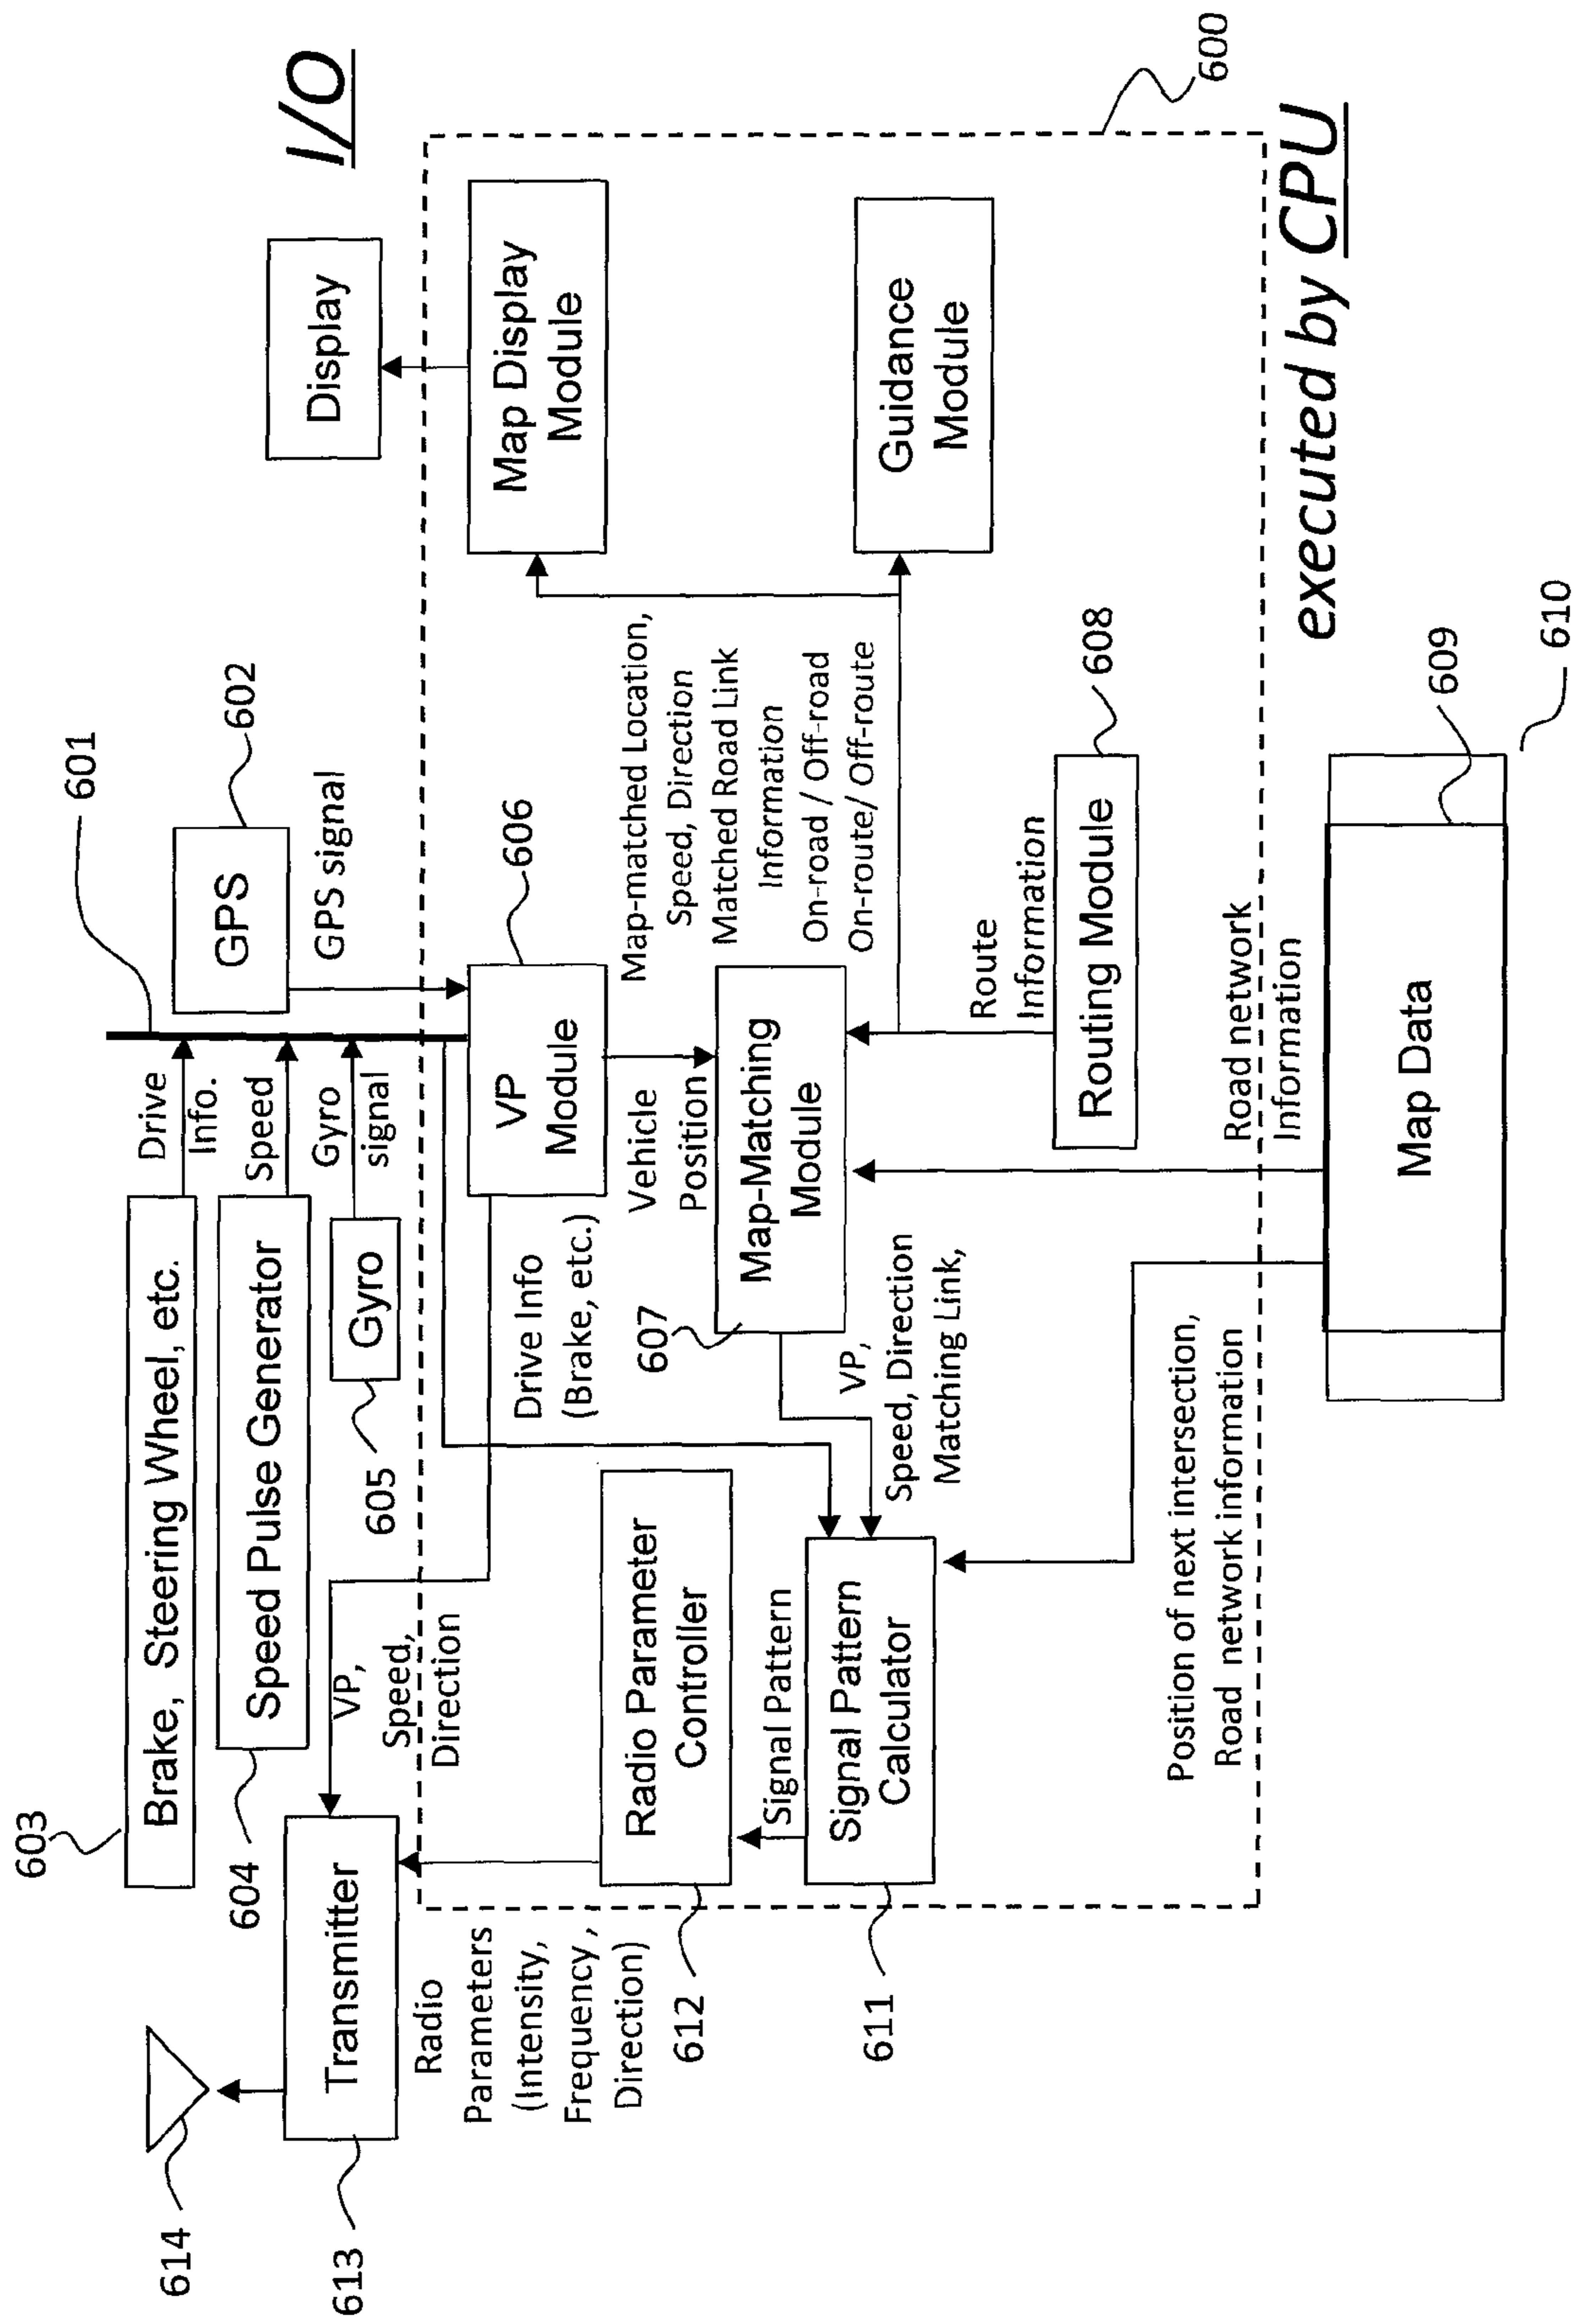 I/O
601
602
GPS
GPS signal
603
Brake, Steering Wheel, etc.
Drive
Info.
604
Speed Pulse Generator
Speed
605
Gyro
Gyro
signal
614
613
Transmitter
VP,
Speed,
Direction
Display
Radio
Parameters
(Intensity,
Frequency,
Direction)
612
Radio Parameter
Controller
Signal Pattern
611
Signal Pattern
Calculator
Drive Info
(Brake, etc.)
606
VP
Module
Vehicle
Position
607
Map-Matching
Module
VP,
Speed, Direction
Matching Link,
Map-matched Location,
Speed, Direction
Matched Road Link
Information
On-road / Off-road
On-route/ Off-route
Map Display
Module
Guidance
Module
Route
Information
Routing Module
608
Position of next intersection,
Road network information
Road network
Information
600
executed by CPU
Map Data
609
610